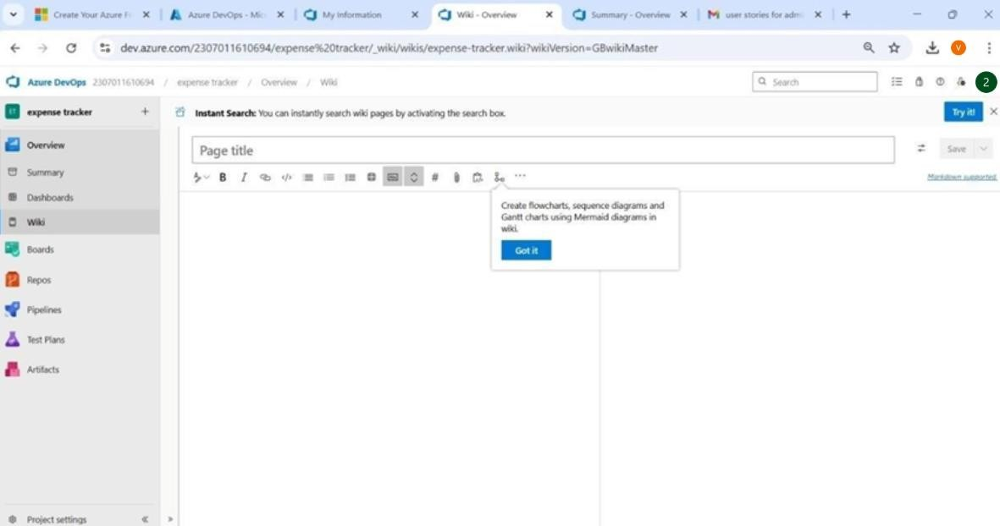 Create Your Azure F
Azure DevOps - Mic
My Information
Wiki - Overview
Summary - Overview
user stories for adm
dev.azure.com/2307011610694/expense%20tracker/_wiki/wikis/expense-tracker.wiki?wikiVersion=GBwikiMaster
V
Azure DevOps 2307011610694 / expense tracker / Overview / Wiki
Search
2
ET expense tracker +
Instant Search: You can instantly search wiki pages by activating the search box.
Try it!
Overview
Page title
Save
Summary
B I </> #
Markdown supported.
Dashboards
Create flowcharts, sequence diagrams and
Gantt charts using Mermaid diagrams in
wiki.
Got it
Wiki
Boards
Repos
Pipelines
Test Plans
Artifacts
Project settings